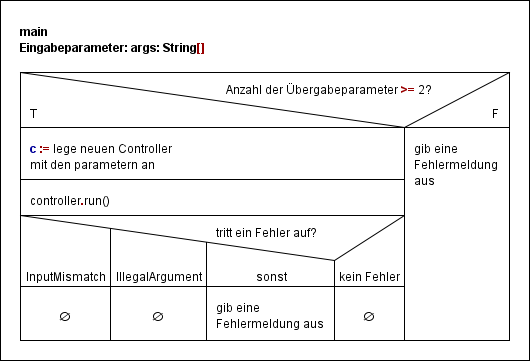 main
Eingabeparameter: args: String[]
Anzahl der Übergabeparameter >= 2?
T
F
c := lege neuen Controller
mit den parametern an
gib eine
Fehlermeldung
aus
controller.run()
tritt ein Fehler auf?
InputMismatch
IllegalArgument
sonst
kein Fehler
∅
∅
gib eine
Fehlermeldung aus
∅